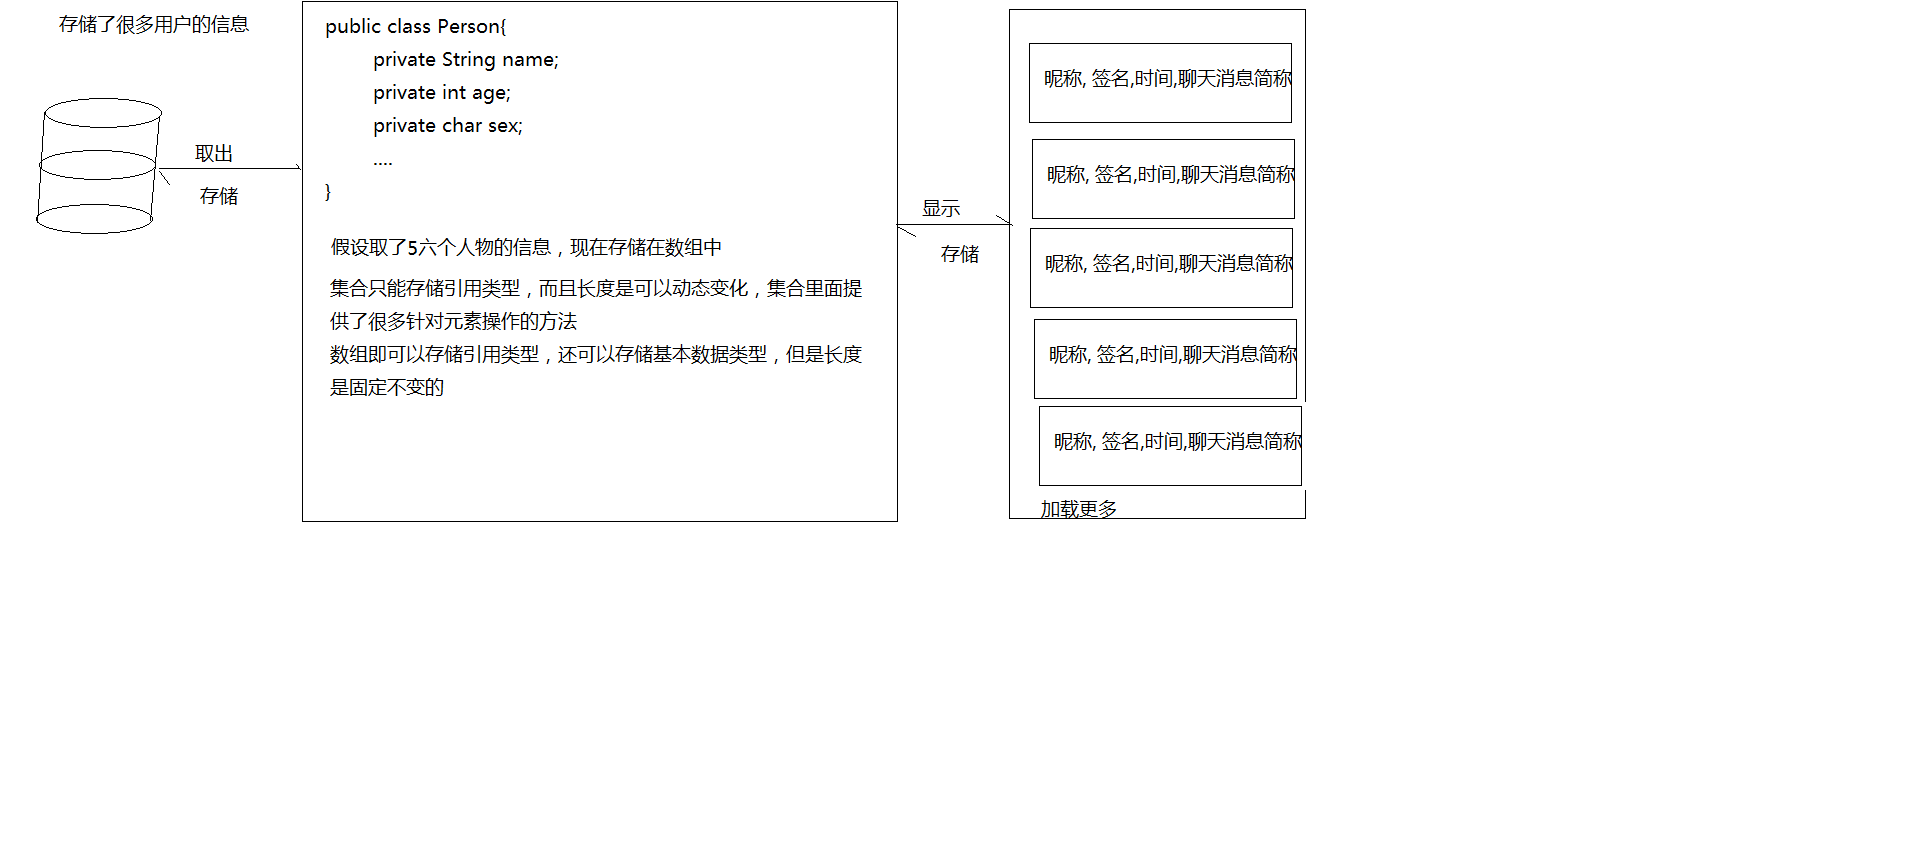 存储了很多用户的信息
取出
存储
public class Person{
private String name;
private int age;
private char sex;
....
}
假设取了5六个人物的信息，现在存储在数组中
集合只能存储引用类型，而且长度是可以动态变化，集合里面提
供了很多针对元素操作的方法
数组即可以存储引用类型，还可以存储基本数据类型，但是长度
是固定不变的
显示
存储
昵称, 签名,时间,聊天消息简称
昵称, 签名,时间,聊天消息简称
昵称, 签名,时间,聊天消息简称
昵称, 签名,时间,聊天消息简称
昵称, 签名,时间,聊天消息简称
加载更多